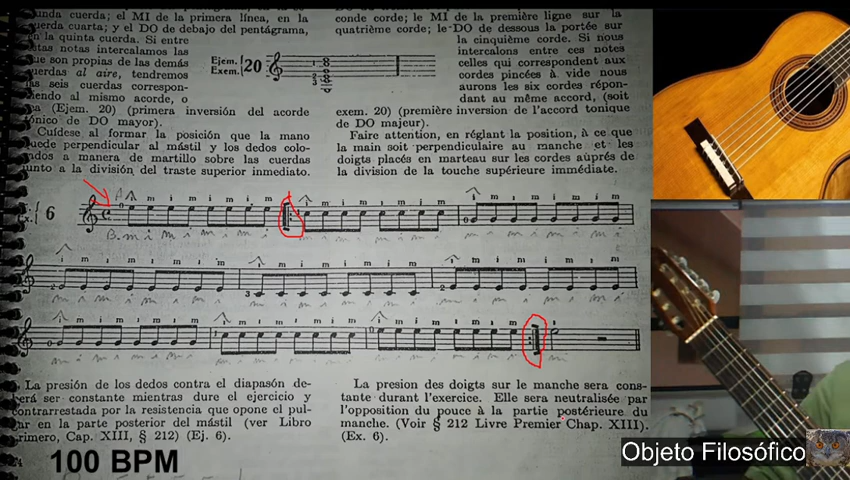 cuerda; el MI de la primera línea, en la
cuerda cuarta; y el DO de debajo del pentágrama,
en la quinta cuerda. Si entre
estas notas intercalamos las
que son propias de las demás
cuerdas al aire, tendremos
las seis cuerdas correspon-
diendo al mismo acorde, o
(Ejem. 20) (primera inversión del acorde
tónico de DO mayor).
Cuídese al formar la posición que la mano
quede perpendicular al mástil y los dedos colo-
cados a manera de martillo sobre las cuerdas
junto a la división del traste superior inmediato.
Ejem.
Exem.
20
conde corde; le MI de la première ligne sur la
quatrième corde; le DO de dessous la portée sur
la cinquième corde. Si nous
intercalons entre ces notes
celles qui correspondent aux
cordes pincées à vide nous
aurons les six cordes répon-
dant au même accord, (soit
exem. 20) (première inversion de l'accord tonique
de DO majeur).
Faire attention, en réglant la position, à ce que
la main soit perpendiculaire au manche et les
doigts placés en marteau sur les cordes aûprés de
la division de la touche supérieure immédiate.
6
La presión de los dedos contra el diapasón de-
berá ser constante mientras dure el ejercicio y
contrarrestada por la resistencia que opone el pul-
gar en la parte posterior del mástil (ver Libro
Primero, Cap. XIII, § 212) (Ej. 6).
La presion des doigts sur le manche sera cons-
tante durant l'exercice. Elle sera neutralisée par
l'opposition du pouce à la partie postérieure du
manche. (Voir § 212 Livre Premier Chap. XIII).
(Ex. 6).
100 BPM
Objeto Filosófico